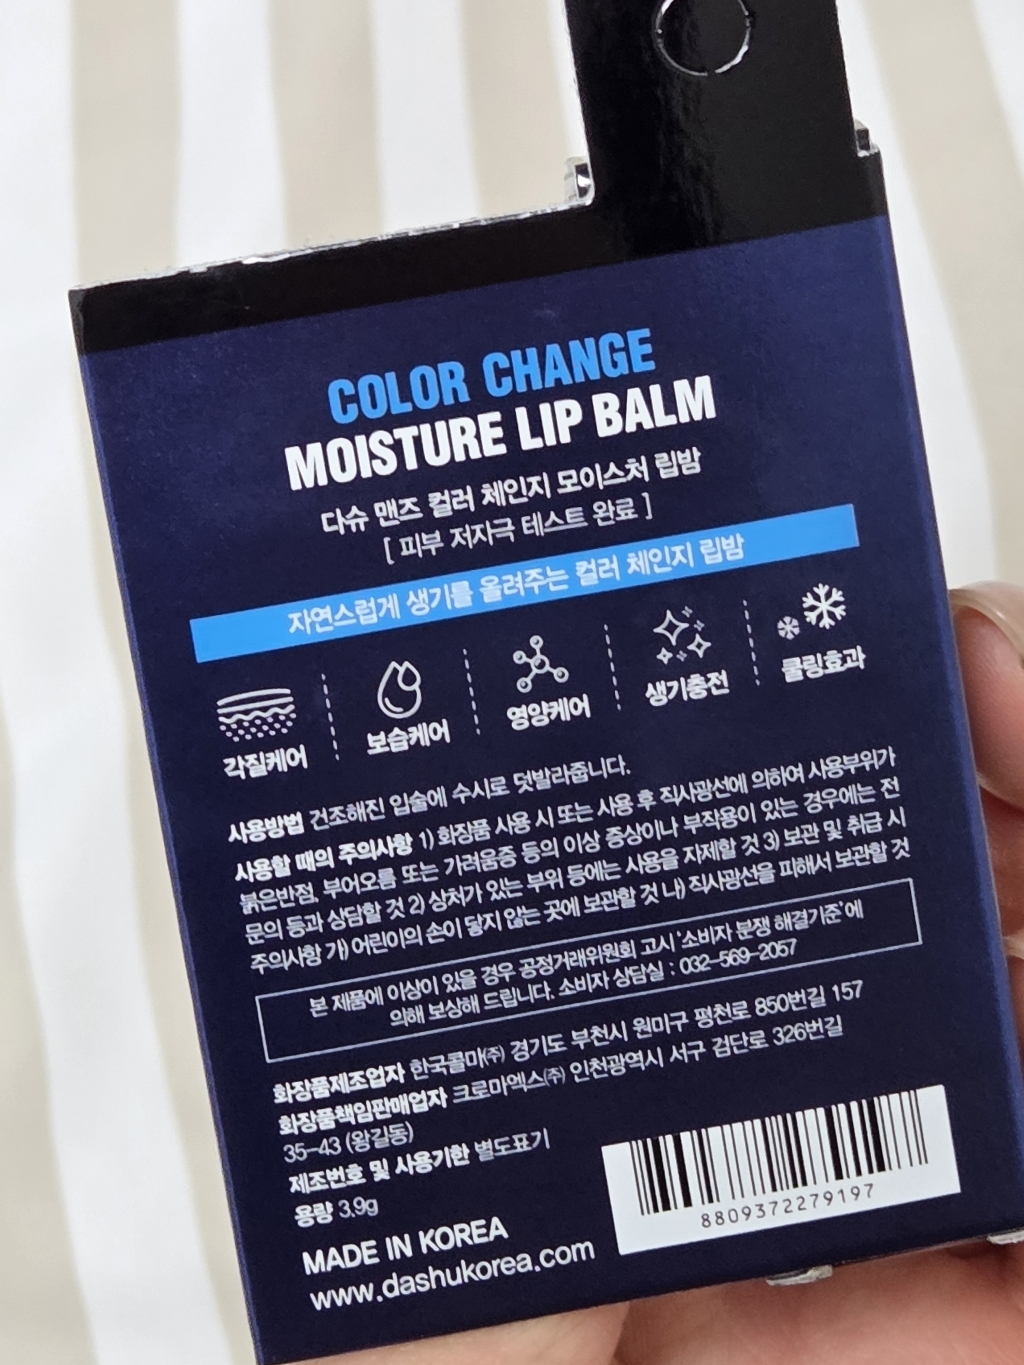 COLOR CHANGE
MOISTURE LIP BALM
다슈 맨즈 컬러 체인지 모이스처 립밤
[ 피부 저자극 테스트 완료 ]
자연스럽게 생기를 올려주는 컬러 체인지 립밤
각질케어 보습케어 영양케어 생기충전 쿨링효과
사용방법 건조해진 입술에 수시로 덧발라줍니다.
사용할 때의 주의사항 1) 화장품 사용 시 또는 사용 후 직사광선에 의하여 사용부위가
붉은반점, 부어오름 또는 가려움증 등의 이상 증상이나 부작용이 있는 경우에는 전
문의 등과 상담할 것 2) 상처가 있는 부위 등에는 사용을 자제할 것 3) 보관 및 취급 시
주의사항 가) 어린이의 손이 닿지 않는 곳에 보관할 것 나) 직사광선을 피해서 보관할 것
본 제품에 이상이 있을 경우 공정거래위원회 고시 '소비자 분쟁 해결기준'에
의해 보상해 드립니다. 소비자 상담실 : 032-569-2057
화장품제조업자 한국콜마㈜ 경기도 부천시 원미구 평천로 850번길 157
화장품책임판매업자 크로마엑스㈜ 인천광역시 서구 검단로 326번길
35-43 (왕길동)
제조번호 및 사용기한 별도표기
용량 3.9g
MADE IN KOREA
www.dashukorea.com
8809372279197